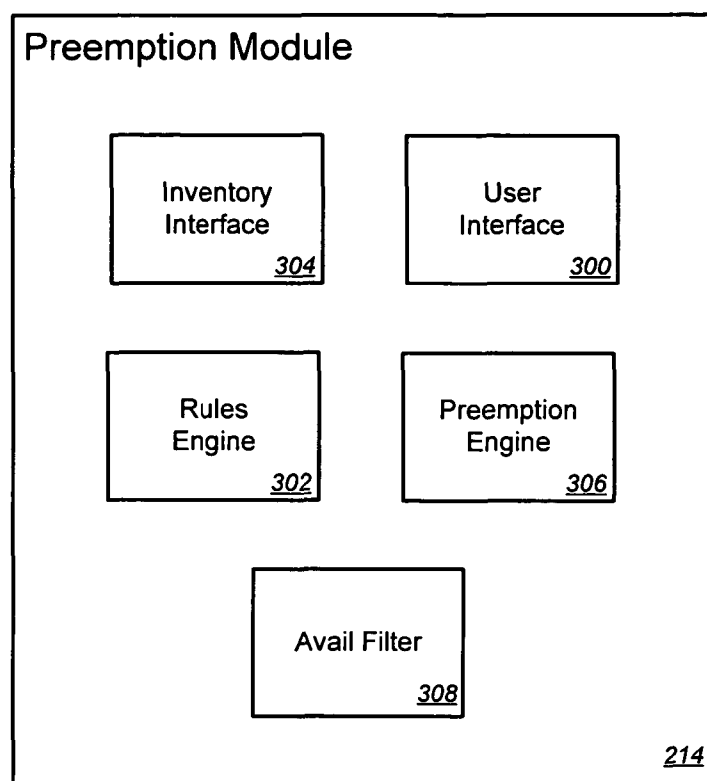 Preemption Module
Inventory
Interface
304
User
Interface
300
Rules
Engine
302
Preemption
Engine
306
Avail Filter
308
214